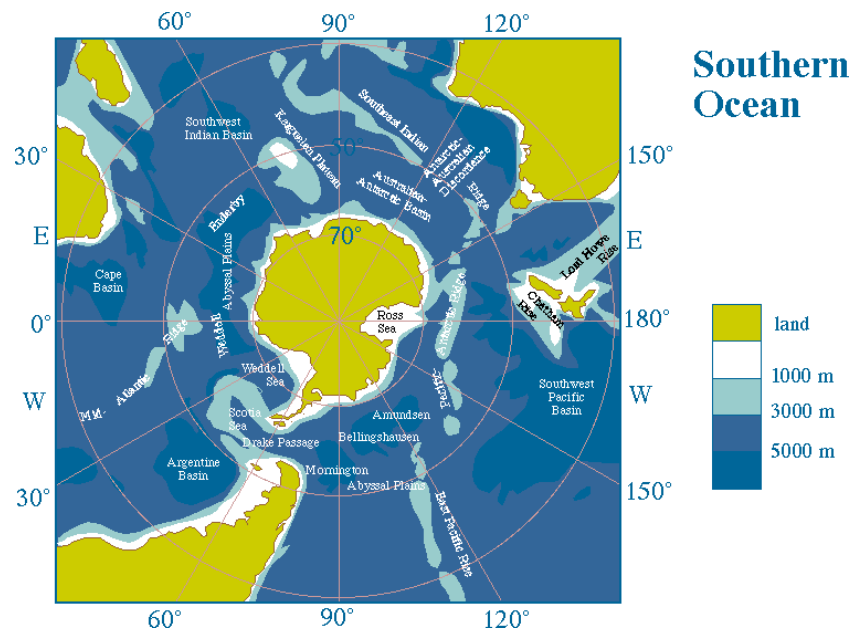 60°
90°
120°
Southern
Ocean
Southwest
Indian Basin
Kerguelen Plateau
Southeast Indian
50°
Antarctic-
Australian
Discordence
Ridge
30°
150°
Australian-
Antarctic Basin
Enderby
E
70°
E
Lord Howe
Rise
Cape
Basin
Abyssal Plains
Ross
Sea
Chatham
Rise
0°
180°
land
Ridge
Weddell
Antarctic Ridge
Weddell
Sea
Pacific-
1000 m
Southwest
Pacific
Basin
W
Atlantic
Mid-
W
3000 m
Scotia
Sea
Amundsen
Drake Passage
Bellingshausen
5000 m
Argentine
Basin
Mornington
Abyssal Plains
30°
150°
East Pacific Rise
60°
90°
120°